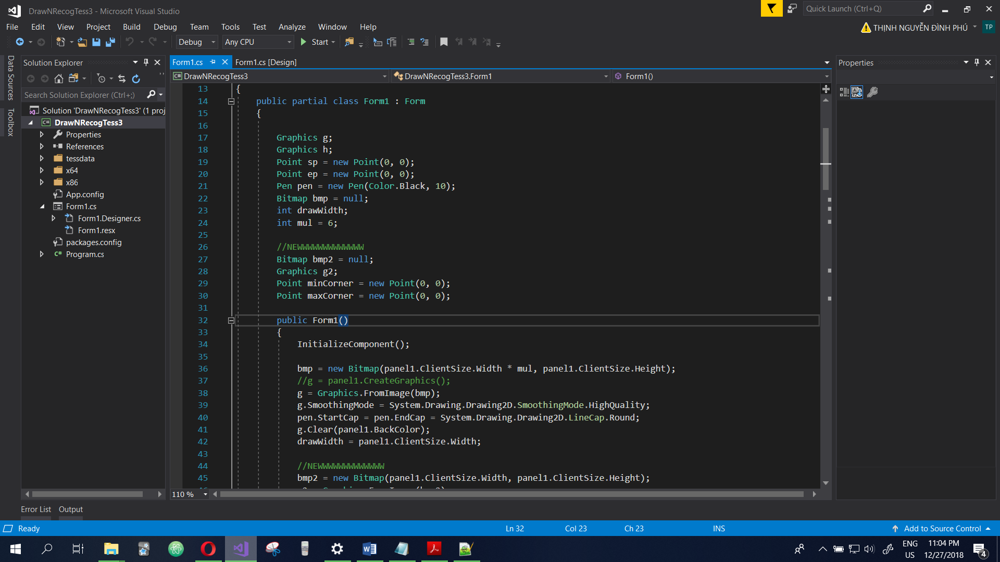 DrawNRecogTess3 - Microsoft Visual Studio
Quick Launch (Ctrl+Q)
File Edit View Project Build Debug Team Tools Test Analyze Window Help
THỊNH NGUYỄN ĐÌNH PHÚ
TP
Debug
Any CPU
Start
Data Sources
Toolbox
Solution Explorer
Search Solution Explorer (Ctrl+;)
Solution 'DrawNRecogTess3' (1 proj
C# DrawNRecogTess3
Properties
References
tessdata
x64
x86
App.config
Form1.cs
Form1.Designer.cs
Form1.resx
packages.config
C# Program.cs
Form1.cs
Form1.cs [Design]
C# DrawNRecogTess3
DrawNRecogTess3.Form1
Form1()
13 {
14 public partial class Form1 : Form
15 {
16
17 Graphics g;
18 Graphics h;
19 Point sp = new Point(0, 0);
20 Point ep = new Point(0, 0);
21 Pen pen = new Pen(Color.Black, 10);
22 Bitmap bmp = null;
23 int drawWidth;
24 int mul = 6;
25
26 //NEWWWWWWWWWWWWW
27 Bitmap bmp2 = null;
28 Graphics g2;
29 Point minCorner = new Point(0, 0);
30 Point maxCorner = new Point(0, 0);
31
32 public Form1()
33 {
34 InitializeComponent();
35
36 bmp = new Bitmap(panel1.ClientSize.Width * mul, panel1.ClientSize.Height);
37 //g = panel1.CreateGraphics();
38 g = Graphics.FromImage(bmp);
39 g.SmoothingMode = System.Drawing.Drawing2D.SmoothingMode.HighQuality;
40 pen.StartCap = pen.EndCap = System.Drawing.Drawing2D.LineCap.Round;
41 g.Clear(panel1.BackColor);
42 drawWidth = panel1.ClientSize.Width;
43
44 //NEWWWWWWWWWWWWW
45 bmp2 = new Bitmap(panel1.ClientSize.Width, panel1.ClientSize.Height);
110 %
Properties
Error List Output
Ready
Ln 32
Col 23
Ch 23
INS
Add to Source Control
ENG
US
11:04 PM
12/27/2018
4